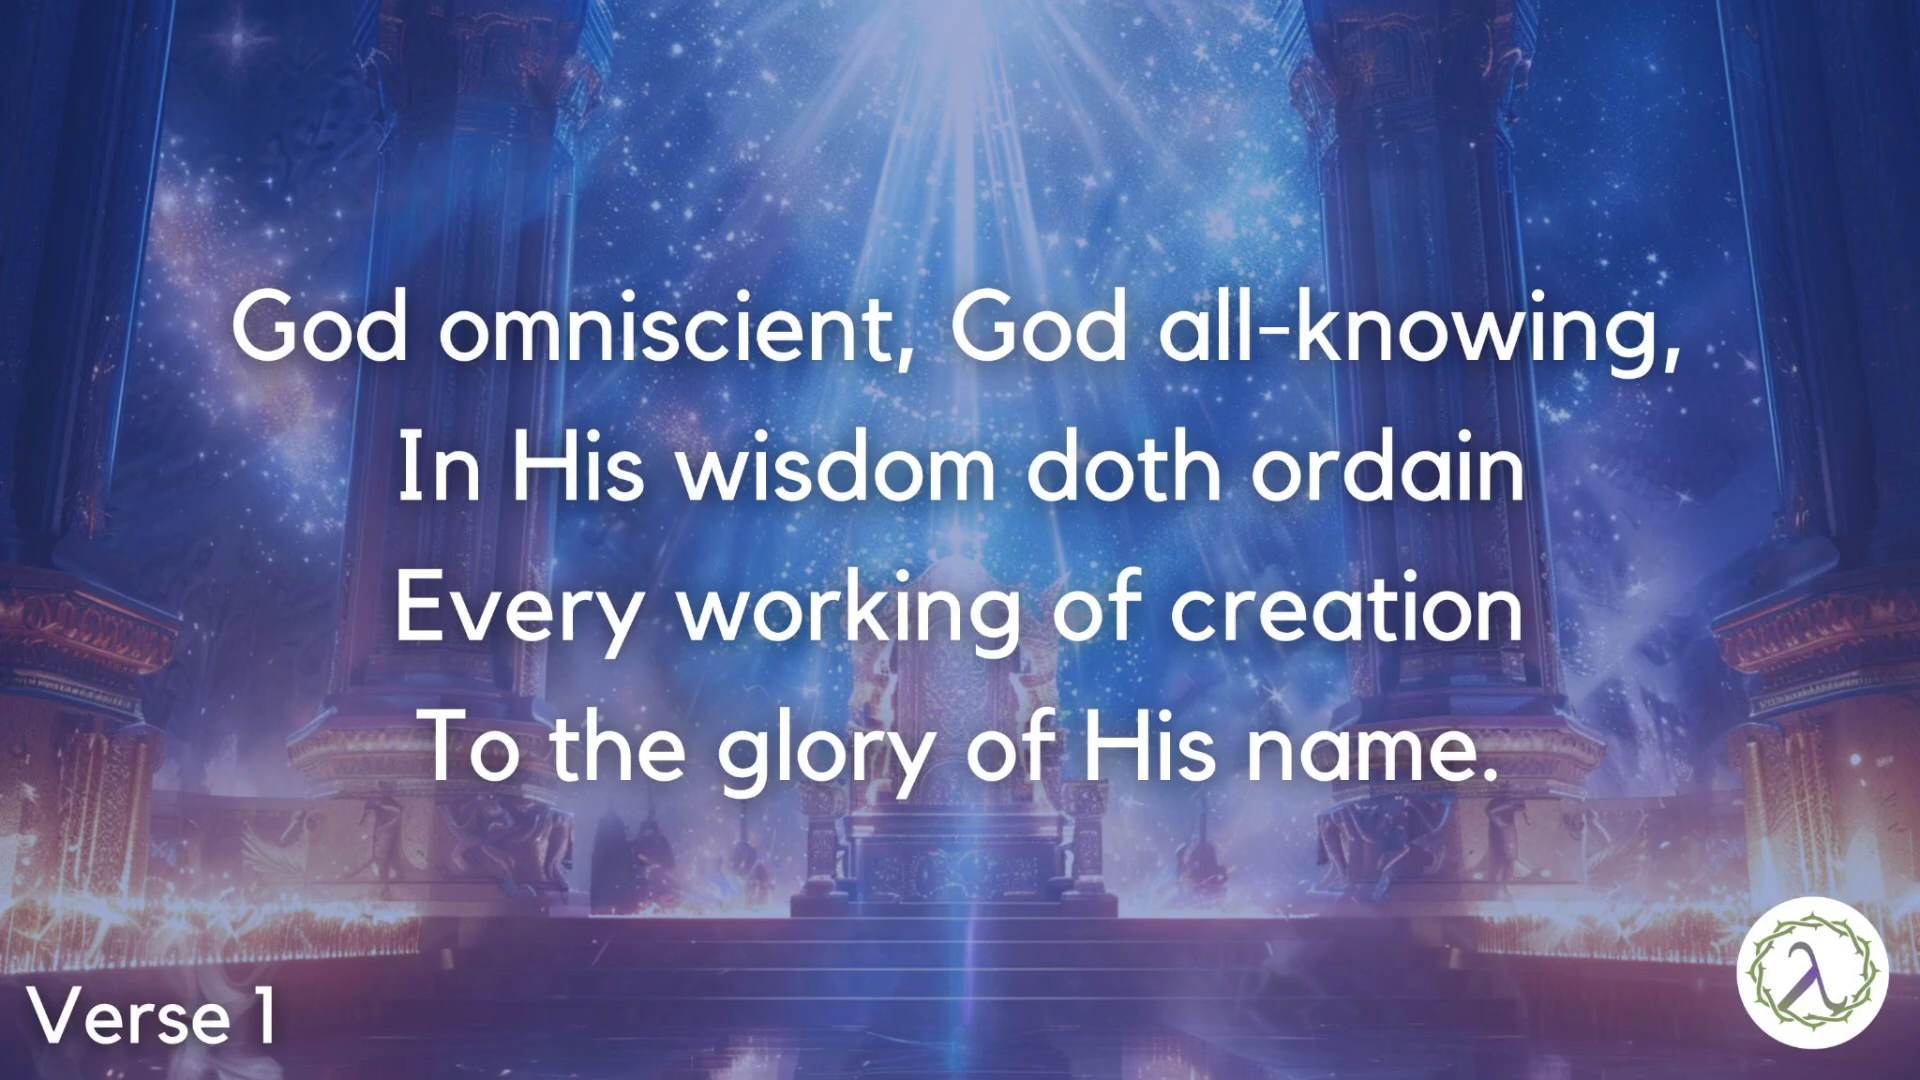 God omniscient, God all-knowing,
In His wisdom doth ordain
Every working of creation
To the glory of His name.
Verse 1
λ